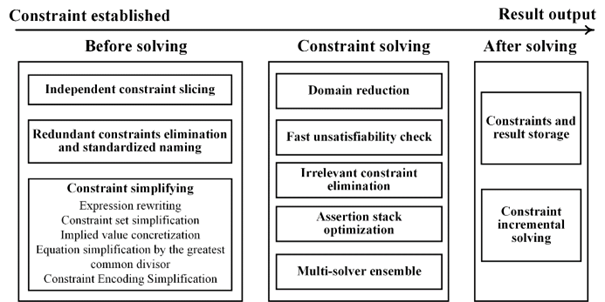 Constraint established
Result output
Before solving
Constraint solving
After solving
Independent constraint slicing
Redundant constraints elimination
and standardized naming
Constraint simplifying
Expression rewriting
Constraint set simplification
Implied value concretization
Equation simplification by the greatest
common divisor
Constraint Encoding Simplification
Domain reduction
Fast unsatisfiability check
Irrelevant constraint
elimination
Assertion stack
optimization
Multi-solver ensemble
Constraints and
result storage
Constraint
incremental
solving